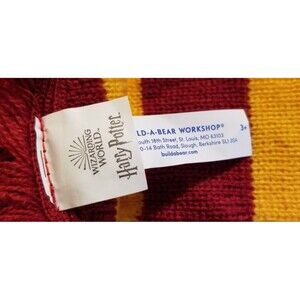 WIZARDING
WORLD
Harry Potter
LD-A-BEAR WORKSHOP®
outh 18th Street, St. Louis, MO 63103
0-14 Bath Road, Slough, Berkshire SL1 3SA
buildabear.com
3+